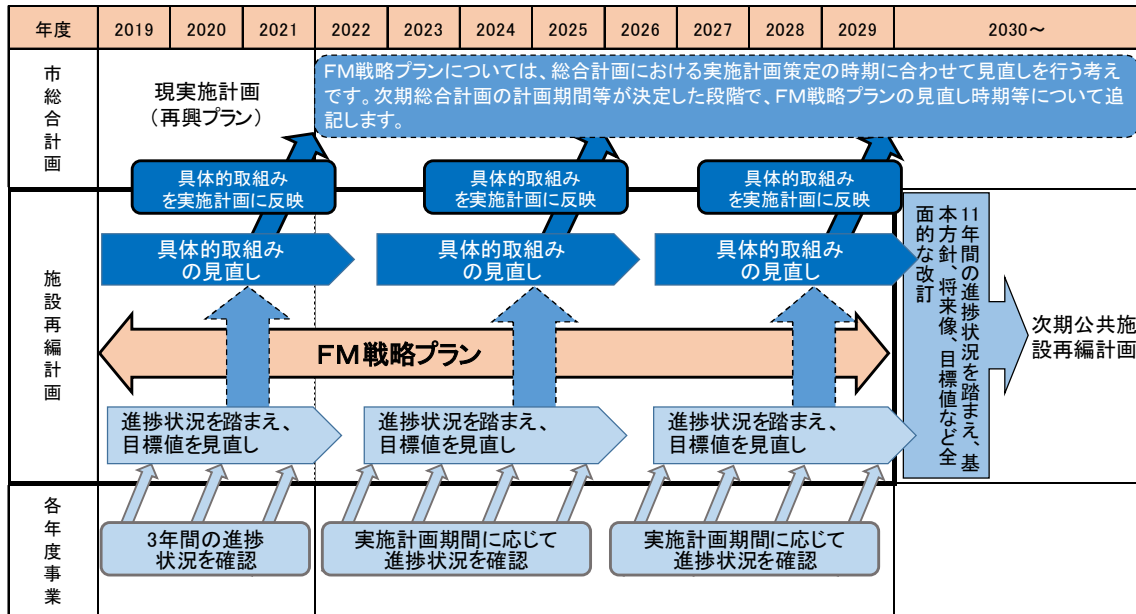 年度 2019 2020 2021 2022 2023 2024 2025 2026 2027 2028 2029 2030～
市総合計画
現実施計画
（再興プラン）
FM戦略プランについては、総合計画における実施計画策定の時期に合わせて見直しを行う考え
です。次期総合計画の計画期間等が決定した段階で、FM戦略プランの見直し時期等について追
記します。
具体的取組み
を実施計画に反映
具体的取組み
を実施計画に反映
具体的取組み
を実施計画に反映
施設再編計画
具体的取組み
の見直し
具体的取組み
の見直し
具体的取組み
の見直し
FM戦略プラン
進捗状況を踏まえ、
目標値を見直し
進捗状況を踏まえ、
目標値を見直し
進捗状況を踏まえ、
目標値を見直し
11年間の進捗状況を踏まえ、基
本方針、将来像、目標値など全
面的な改訂
次期公共施
設再編計画
各年度事業
3年間の進捗
状況を確認
実施計画期間に応じて
進捗状況を確認
実施計画期間に応じて
進捗状況を確認